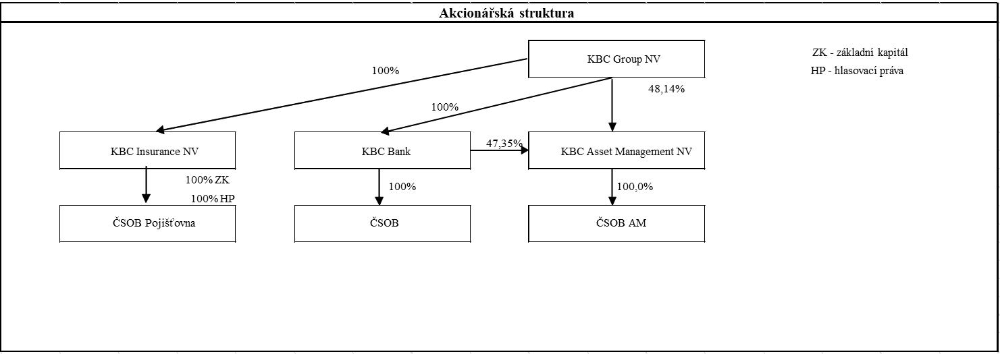 Akcionářská struktura
KBC Group NV
ZK - základní kapitál
HP - hlasovací práva
100%
48,14%
100%
KBC Insurance NV
KBC Bank
47,35%
KBC Asset Management NV
100% ZK
100%
100,0%
100% HP
ČSOB Pojišťovna
ČSOB
ČSOB AM